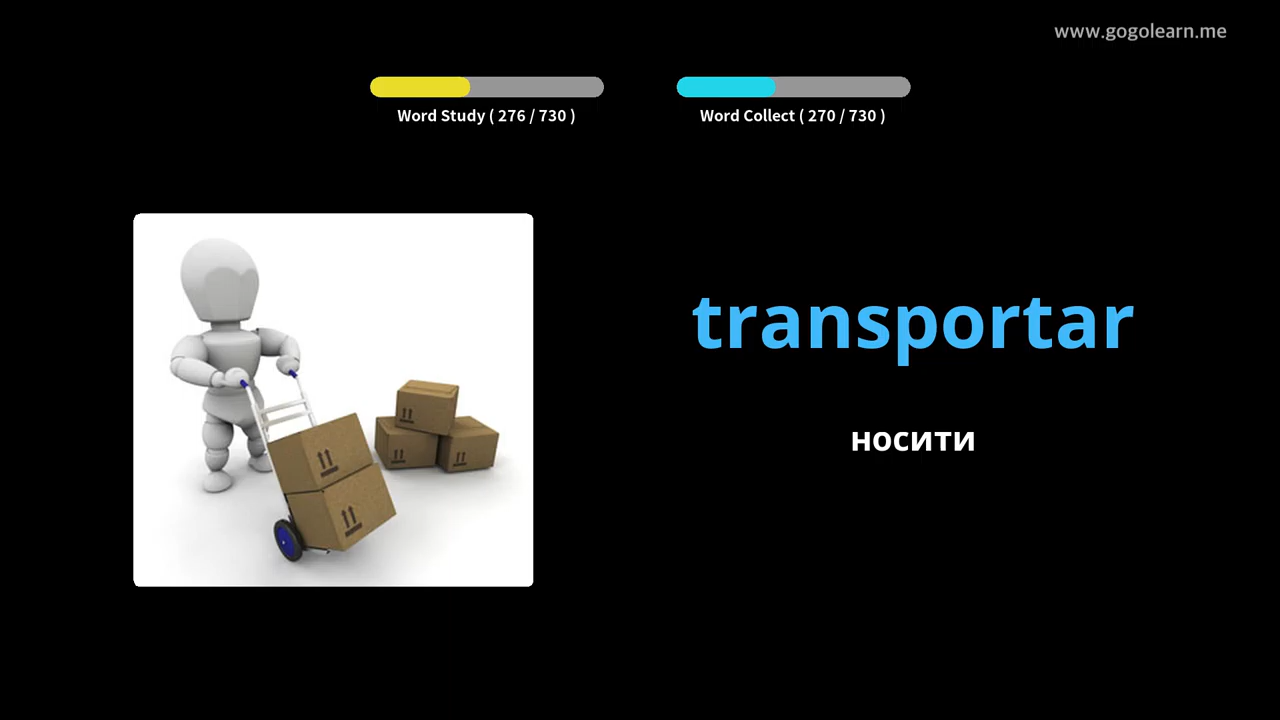 www.gogolearn.me
Word Study ( 276 / 730 )
Word Collect ( 270 / 730 )
transportar
носити